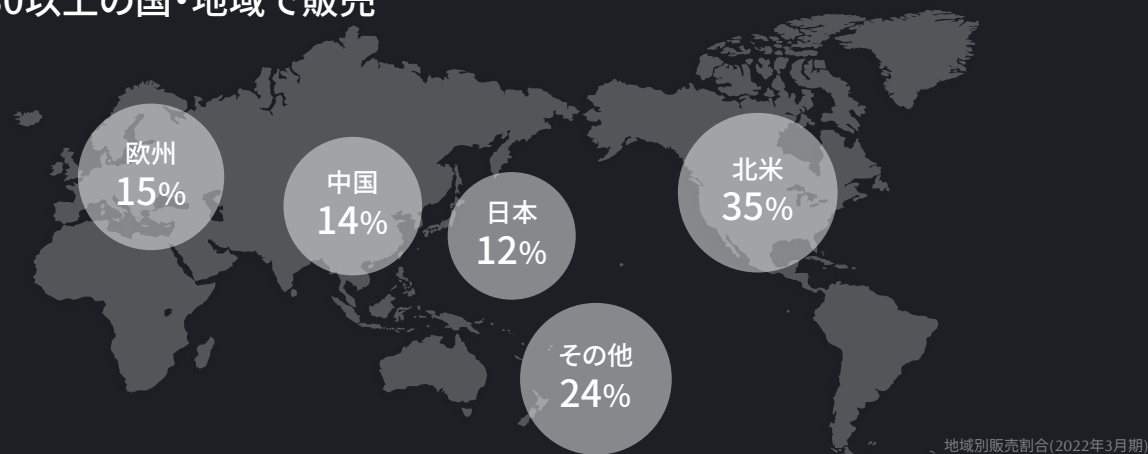 0以上の国・地域で販売
欧州
15%
中国
14%
日本
12%
北米
35%
その他
24%
地域別販売割合(2022年3月期)